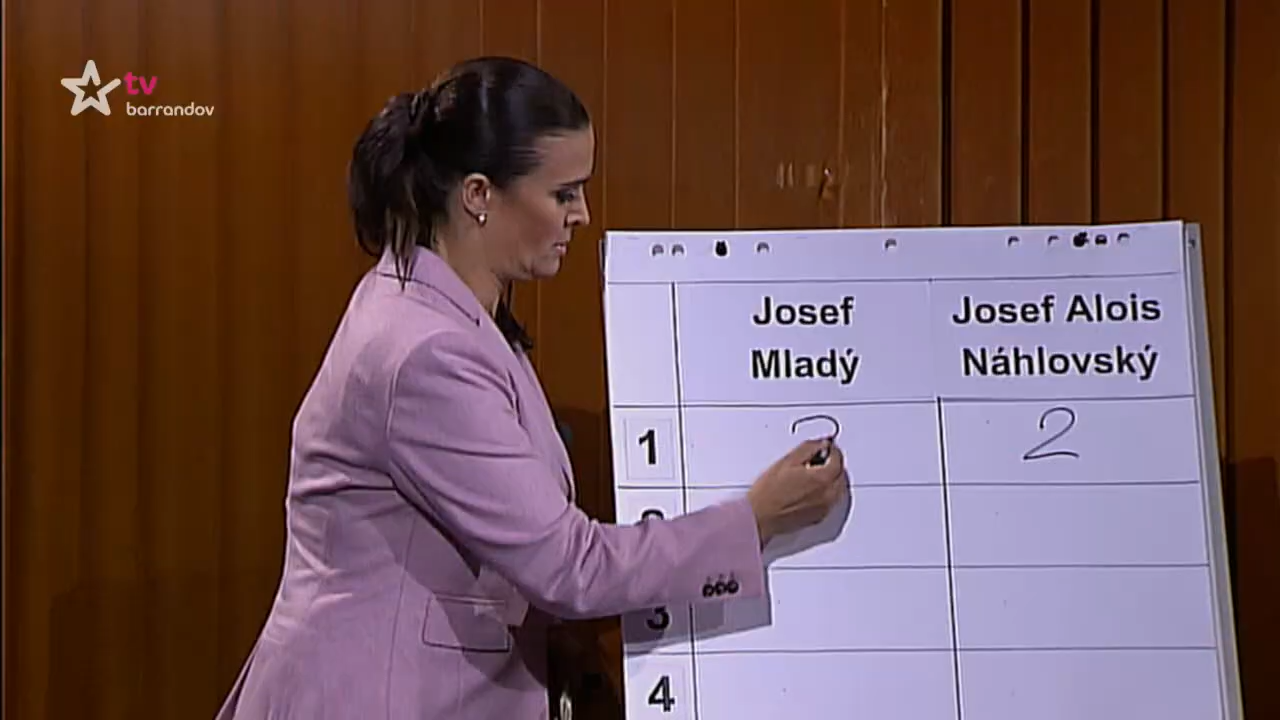 tv
barrandov
Josef
Mladý
Josef Alois
Náhlovský
1
2
3
4